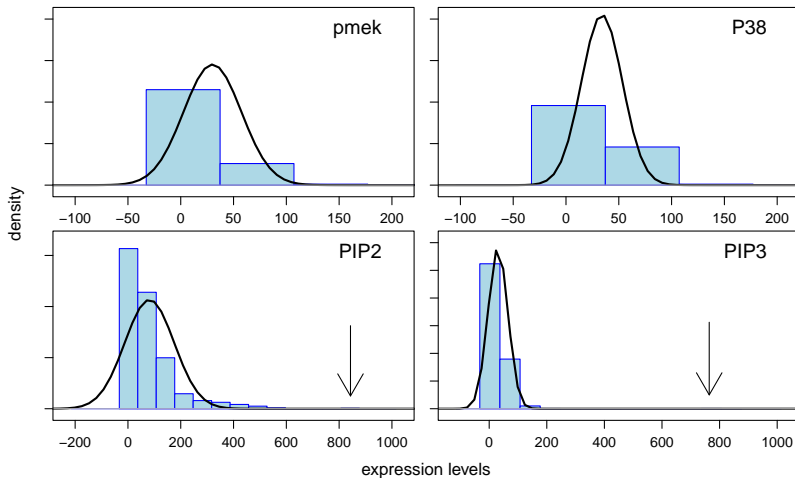 pmek
P38
−100 −50 0 50 100 150 200
−100 −50 0 50 100 150 200
density
PIP2
PIP3
−200 0 200 400 600 800 1000
0 200 400 600 800 1000
expression levels